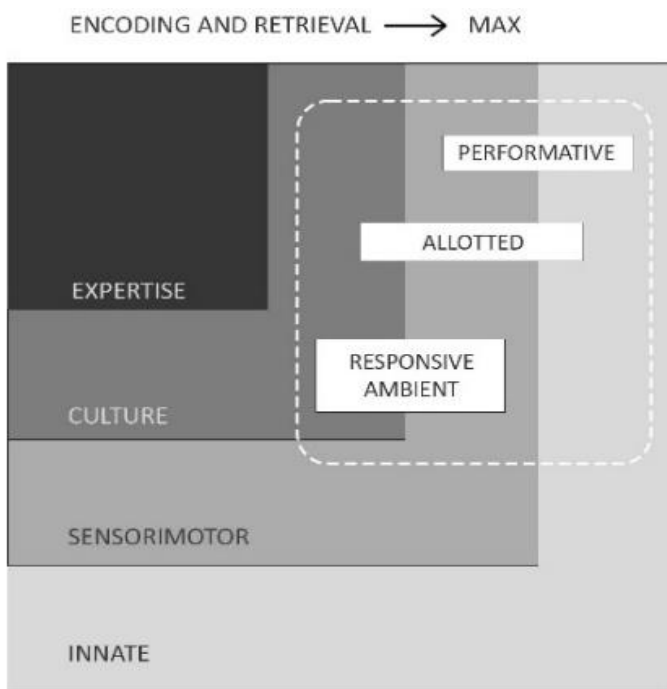 ENCODING AND RETRIEVAL ⟶ MAX
PERFORMATIVE
ALLOTTED
EXPERTISE
RESPONSIVE
AMBIENT
CULTURE
SENSORIMOTOR
INNATE